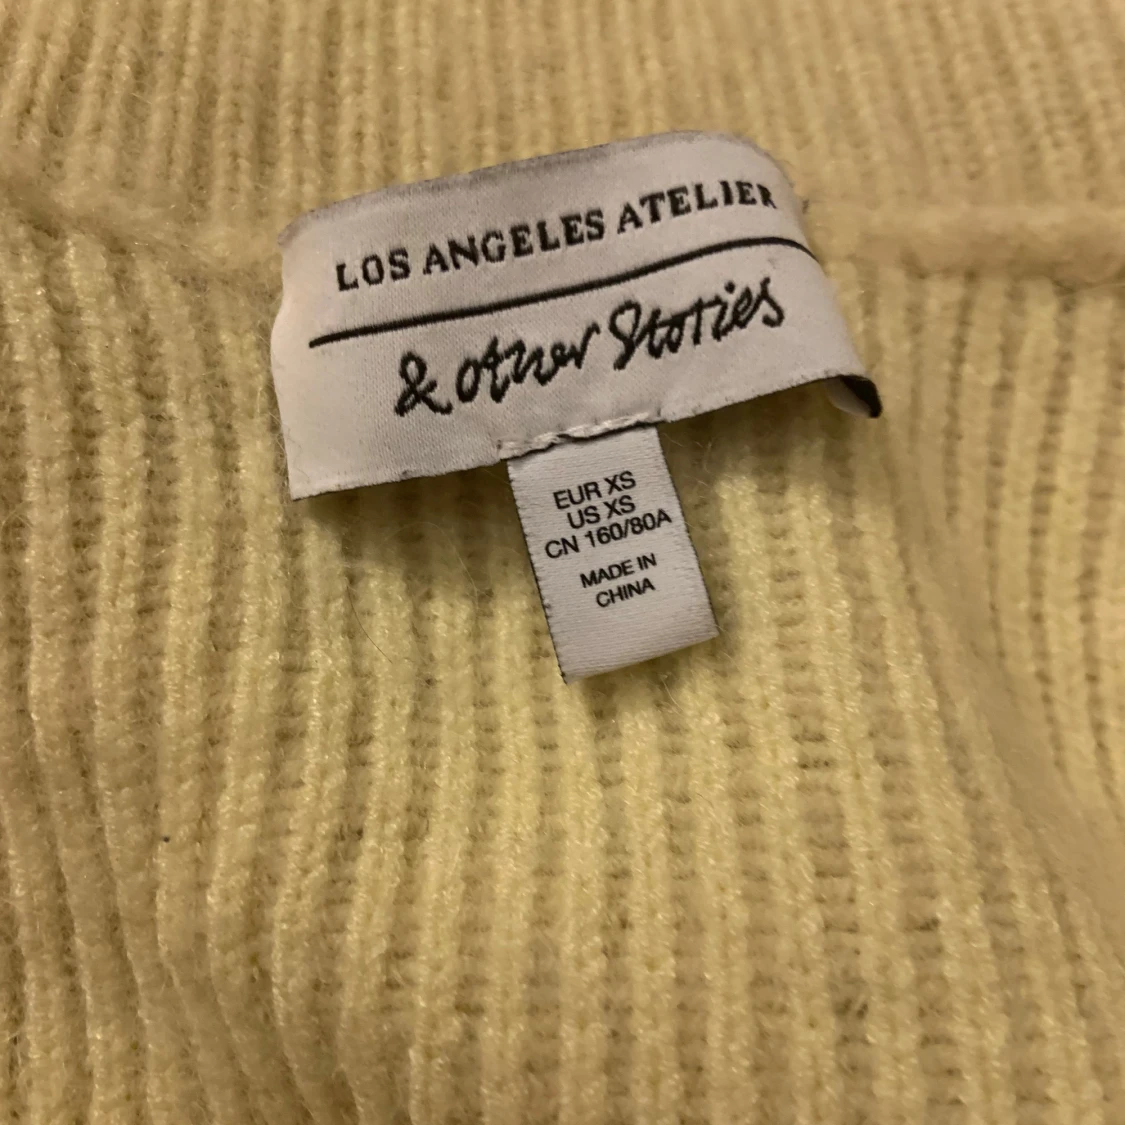 LOS ANGELES ATELIER
& other Stories
EUR XS
US XS
CN 160/80A
MADE IN
CHINA